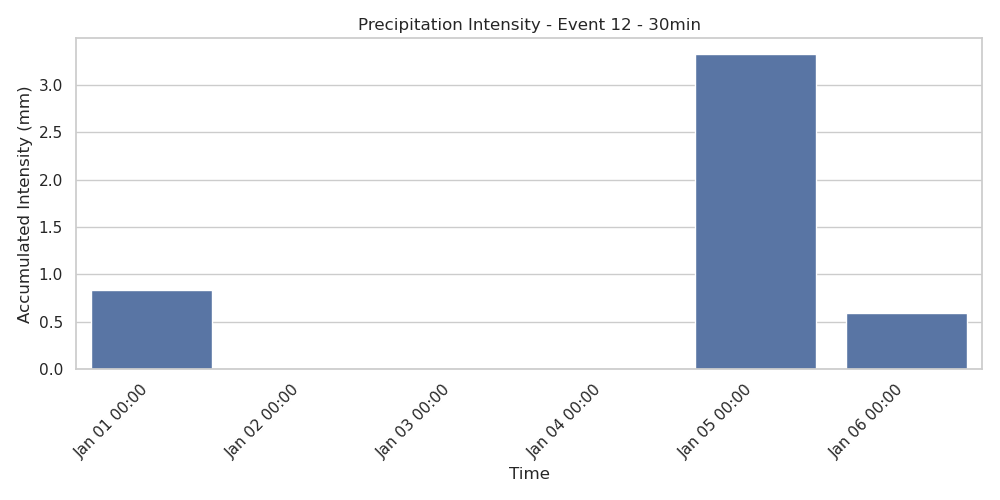 Precipitation Intensity - Event 12 - 30min
Accumulated Intensity (mm)
3.0
2.5
2.0
1.5
1.0
0.5
0.0
Jan 01 00:00
Jan 02 00:00
Jan 03 00:00
Jan 04 00:00
Jan 05 00:00
Jan 06 00:00
Time